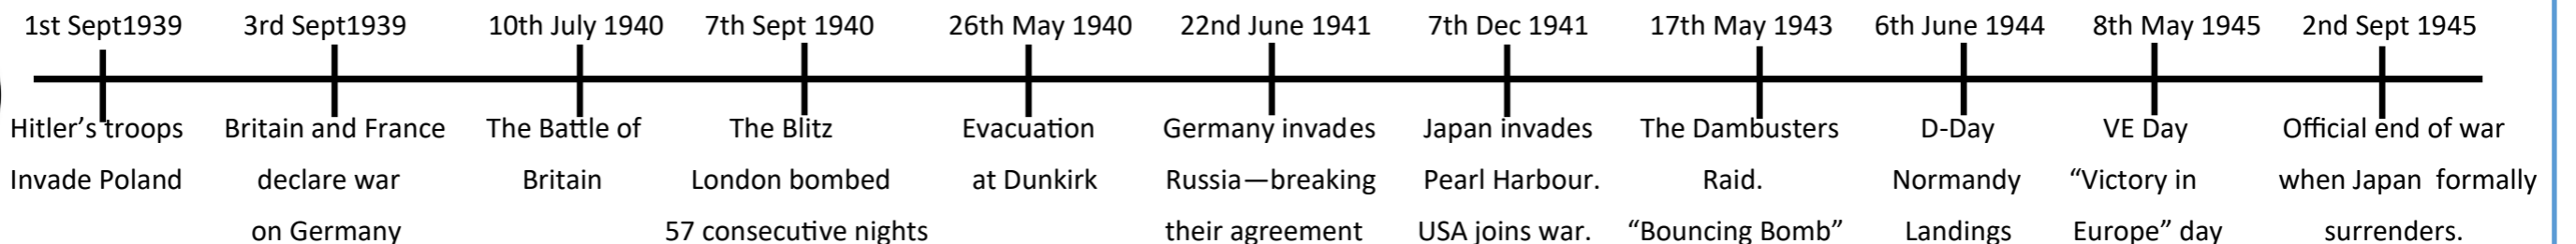 1st Sept1939 3rd Sept1939 10th July 1940 7th Sept 1940 26th May 1940 22nd June 1941 7th Dec 1941 17th May 1943 6th June 1944 8th May 1945 2nd Sept 1945
Hitler’s troops Britain and France The Battle of The Blitz Evacuation Germany invades Japan invades The Dambusters D-Day VE Day Official end of war
Invade Poland declare war Britain London bombed at Dunkirk Russia—breaking Pearl Harbour. Raid. Normandy “Victory in when Japan formally
on Germany 57 consecutive nights their agreement USA joins war. “Bouncing Bomb” Landings Europe” day surrenders.